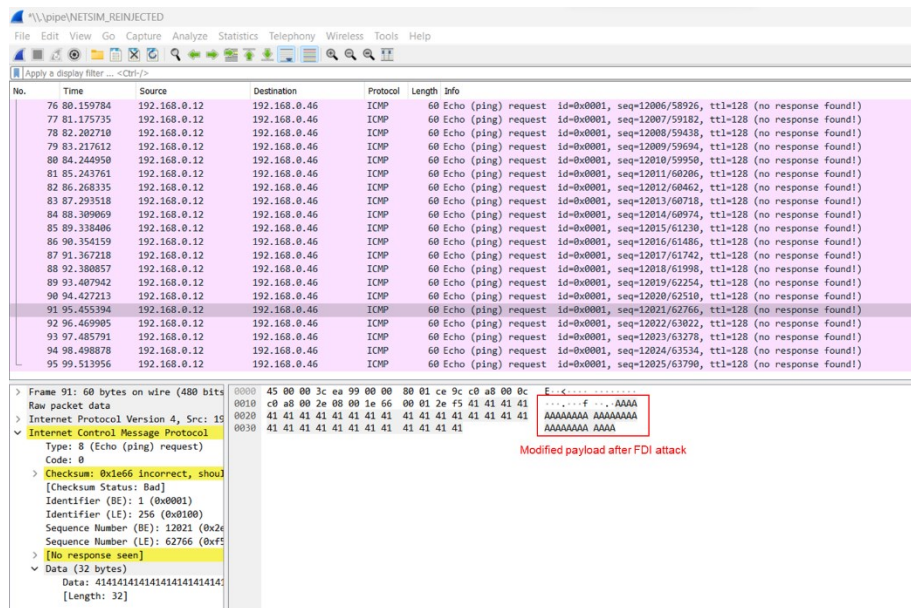 *\\.\pipe\NETSIM_REINJECTED
File Edit View Go Capture Analyze Statistics Telephony Wireless Tools Help
Apply a display filter ... <Ctrl-/>
No. Time Source Destination Protocol Length Info
76 80.159784 192.168.0.12 192.168.0.46 ICMP 60 Echo (ping) request id=0x0001, seq=12006/58926, ttl=128 (no response found!)
77 81.175735 192.168.0.12 192.168.0.46 ICMP 60 Echo (ping) request id=0x0001, seq=12007/59182, ttl=128 (no response found!)
78 82.202710 192.168.0.12 192.168.0.46 ICMP 60 Echo (ping) request id=0x0001, seq=12008/59438, ttl=128 (no response found!)
79 83.217612 192.168.0.12 192.168.0.46 ICMP 60 Echo (ping) request id=0x0001, seq=12009/59694, ttl=128 (no response found!)
80 84.244950 192.168.0.12 192.168.0.46 ICMP 60 Echo (ping) request id=0x0001, seq=12010/59950, ttl=128 (no response found!)
81 85.243761 192.168.0.12 192.168.0.46 ICMP 60 Echo (ping) request id=0x0001, seq=12011/60206, ttl=128 (no response found!)
82 86.268335 192.168.0.12 192.168.0.46 ICMP 60 Echo (ping) request id=0x0001, seq=12012/60462, ttl=128 (no response found!)
83 87.293518 192.168.0.12 192.168.0.46 ICMP 60 Echo (ping) request id=0x0001, seq=12013/60718, ttl=128 (no response found!)
84 88.309069 192.168.0.12 192.168.0.46 ICMP 60 Echo (ping) request id=0x0001, seq=12014/60974, ttl=128 (no response found!)
85 89.338406 192.168.0.12 192.168.0.46 ICMP 60 Echo (ping) request id=0x0001, seq=12015/61230, ttl=128 (no response found!)
86 90.354159 192.168.0.12 192.168.0.46 ICMP 60 Echo (ping) request id=0x0001, seq=12016/61486, ttl=128 (no response found!)
87 91.367218 192.168.0.12 192.168.0.46 ICMP 60 Echo (ping) request id=0x0001, seq=12017/61742, ttl=128 (no response found!)
88 92.380857 192.168.0.12 192.168.0.46 ICMP 60 Echo (ping) request id=0x0001, seq=12018/61998, ttl=128 (no response found!)
89 93.407942 192.168.0.12 192.168.0.46 ICMP 60 Echo (ping) request id=0x0001, seq=12019/62254, ttl=128 (no response found!)
90 94.427213 192.168.0.12 192.168.0.46 ICMP 60 Echo (ping) request id=0x0001, seq=12020/62510, ttl=128 (no response found!)
91 95.455394 192.168.0.12 192.168.0.46 ICMP 60 Echo (ping) request id=0x0001, seq=12021/62766, ttl=128 (no response found!)
92 96.469905 192.168.0.12 192.168.0.46 ICMP 60 Echo (ping) request id=0x0001, seq=12022/63022, ttl=128 (no response found!)
93 97.485791 192.168.0.12 192.168.0.46 ICMP 60 Echo (ping) request id=0x0001, seq=12023/63278, ttl=128 (no response found!)
94 98.498878 192.168.0.12 192.168.0.46 ICMP 60 Echo (ping) request id=0x0001, seq=12024/63534, ttl=128 (no response found!)
95 99.513956 192.168.0.12 192.168.0.46 ICMP 60 Echo (ping) request id=0x0001, seq=12025/63790, ttl=128 (no response found!)
Frame 91: 60 bytes on wire (480 bits
Raw packet data
Internet Protocol Version 4, Src: 19
Internet Control Message Protocol
Type: 8 (Echo (ping) request)
Code: 0
Checksum: 0x1e66 incorrect, shoul
[Checksum Status: Bad]
Identifier (BE): 1 (0x0001)
Identifier (LE): 256 (0x0100)
Sequence Number (BE): 12021 (0x2e
Sequence Number (LE): 62766 (0xf5
[No response seen]
Data (32 bytes)
Data: 4141414141414141414141414
[Length: 32]
0000 45 00 00 3c ea 99 00 00 80 01 ce 9c c0 a8 00 0c E··<···· ········
0010 c0 a8 00 2e 08 00 1e 66 00 01 2e f5 41 41 41 41 ···.···f ··.·AAAA
0020 41 41 41 41 41 41 41 41 41 41 41 41 41 41 41 41 AAAAAAAA AAAAAAAA
0030 41 41 41 41 41 41 41 41 41 41 41 41 AAAAAAAA AAAA
Modified payload after FDI attack